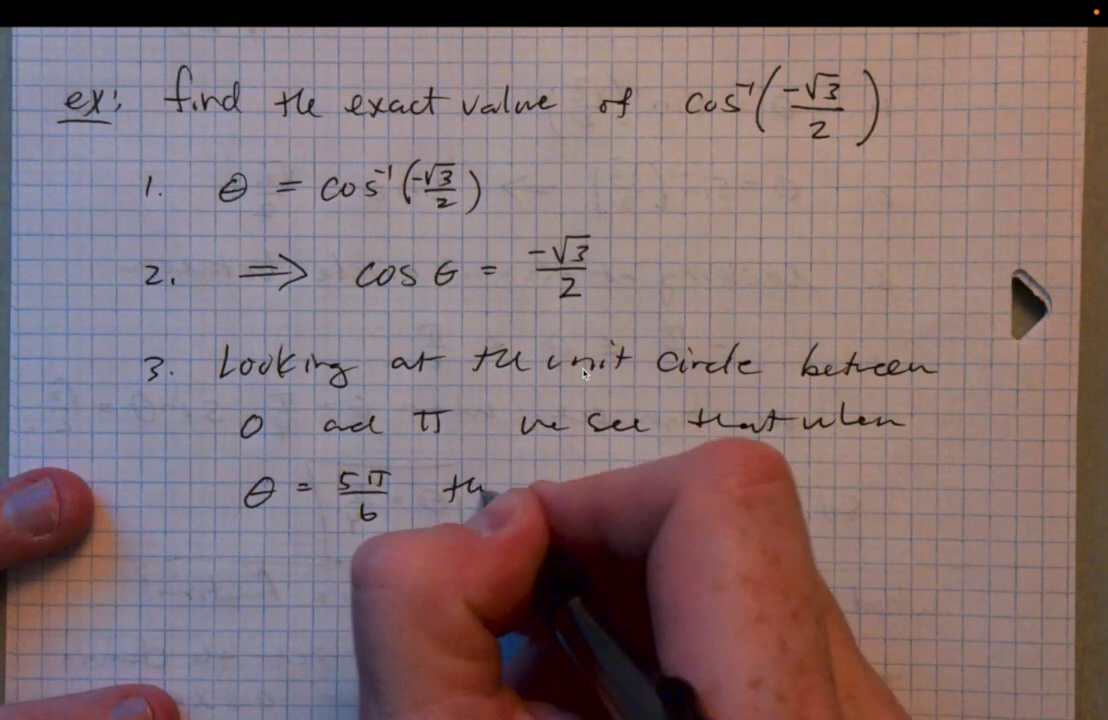 ex: find the exact value of cos⁻¹(-√3/2)
1. θ = cos⁻¹(-√3/2)
2. ⇒ cos θ = -√3/2
3. Looking at the unit circle between
0 and π we see that when
θ = 5π/6 th